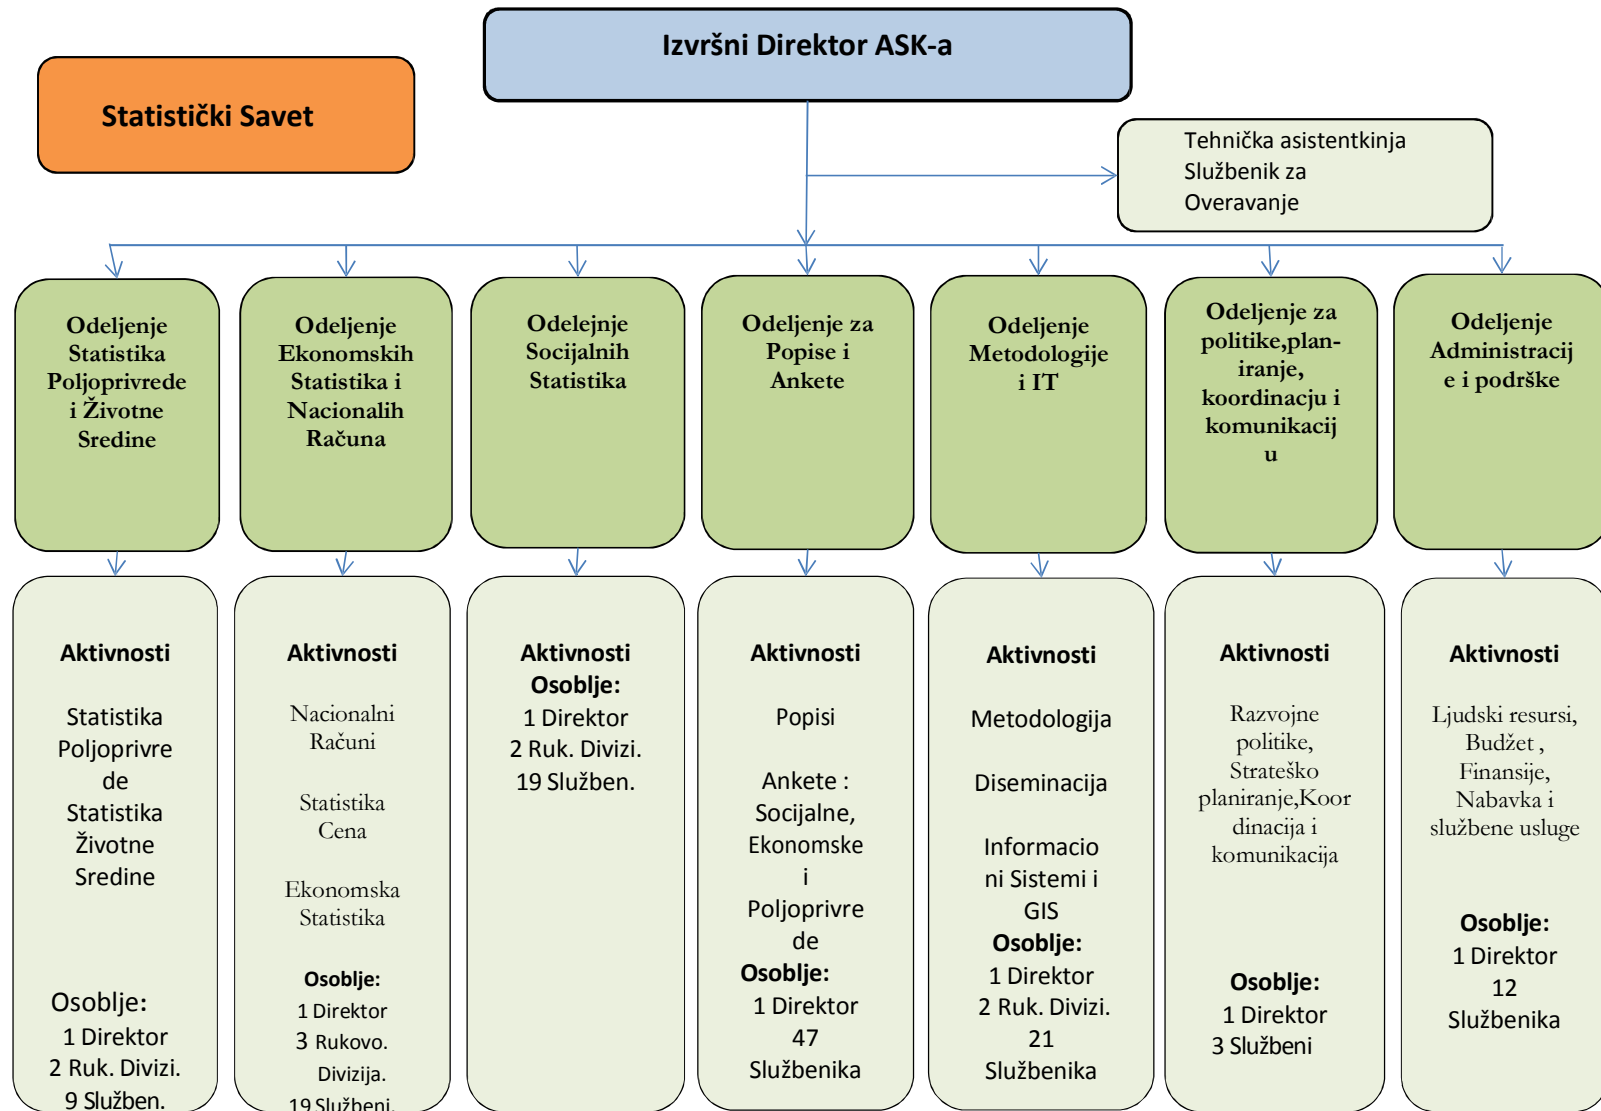 Izvršni Direktor ASK-a
Statistički Savet
Tehnička asistentkinja
Službenik za
Overavanje
Odeljenje
Statistika
Poljoprivrede
i Životne
Sredine
Odeljenje
Ekonomskih
Statistika i
Nacionalih
Računa
Odelejnje
Socijalnih
Statistika
Odeljenje za
Popise i
Ankete
Odeljenje
Metodologije
i IT
Odeljenje za
politike,plan-
iranje,
koordinacju i
komunikacij
u
Odeljenje
Administracij
e i podrške
Aktivnosti
Statistika
Poljoprivre
de
Statistika
Životne
Sredine
Osoblje:
1 Direktor
2 Ruk. Divizi.
9 Služben.
Aktivnosti
Nacionalni
Računi
Statistika
Cena
Ekonomska
Statistika
Osoblje:
1 Direktor
3 Rukovo.
Divizija.
19 Službeni.
Aktivnosti
Osoblje:
1 Direktor
2 Ruk. Divizi.
19 Služben.
Aktivnosti
Popisi
Ankete :
Socijalne,
Ekonomske
i
Poljoprivre
de
Osoblje:
1 Direktor
47
Službenika
Aktivnosti
Metodologija
Diseminacija
Informacio
ni Sistemi i
GIS
Osoblje:
1 Direktor
2 Ruk. Divizi.
21
Službenika
Aktivnosti
Razvojne
politike,
Strateško
planiranje,Koor
dinacija i
komunikacija
Osoblje:
1 Direktor
3 Službeni
Aktivnosti
Ljudski resursi,
Budžet ,
Finansije,
Nabavka i
službene usluge
Osoblje:
1 Direktor
12
Službenika